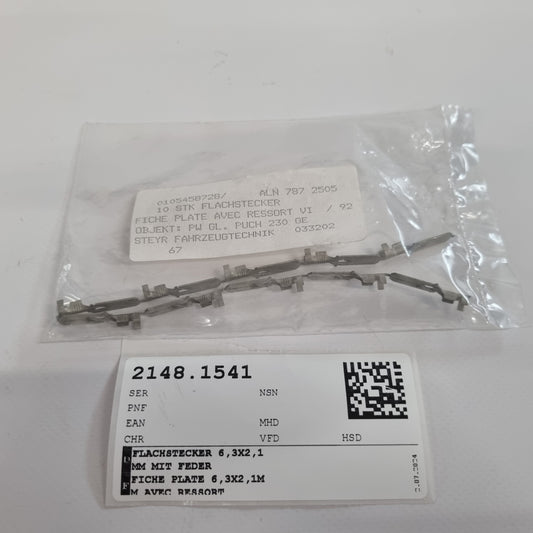 0105458728/ ALN 787 2505
10 STK FLACHSTECKER
FICHE PLATE AVEC RESSORT VI / 92
OBJEKT: PW GL. PUCH 230 GE
STEYR FAHRZEUGTECHNIK 033202
67
2148.1541
SER NSN
PNF
EAN MHD
CHR VFD HSD
D FLACHSTECKER 6,3X2,1
MM MIT FEDER
F FICHE PLATE 6,3X2,1M
M AVEC RESSORT